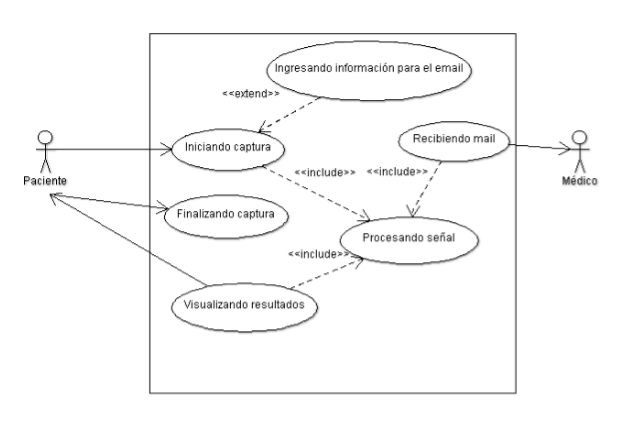 Ingresando información para el email
<<extend>>
Iniciando captura
Recibiendo mail
Paciente
Médico
<<include>>
<<include>>
Finalizando captura
Procesando señal
<<include>>
Visualizando resultados